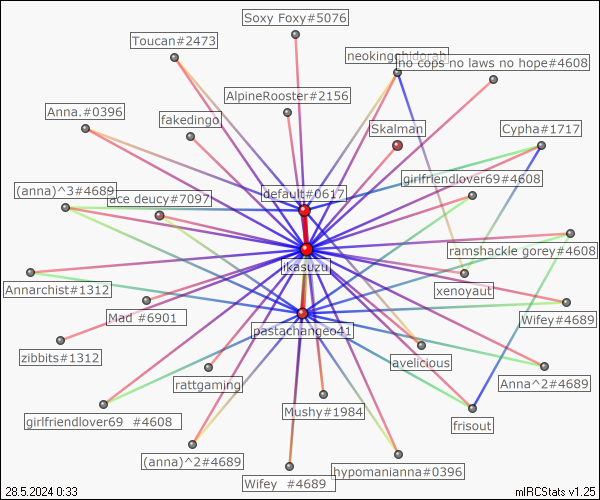 Soxy Foxy#5076
Toucan#2473
neokingghidorah
no cops no laws no hope#4608
AlpineRooster#2156
Anna.#0396
fakedingo
Skalman
Cypha#1717
girlfriendlover69#4608
(anna)^3#4689
ace deucy#7097
default#0617
ramshackle gorey#4608
ikasuzu
Annarchist#1312
xenoyaut
Mad #6901
Wifey#4689
pastachangeo41
zibbits#1312
avelicious
rattgaming
Anna^2#4689
Mushy#1984
girlfriendlover69 #4608
frisout
(anna)^2#4689
hypomanianna#0396
Wifey #4689
28.5.2024 0:33
mIRCStats v1.25